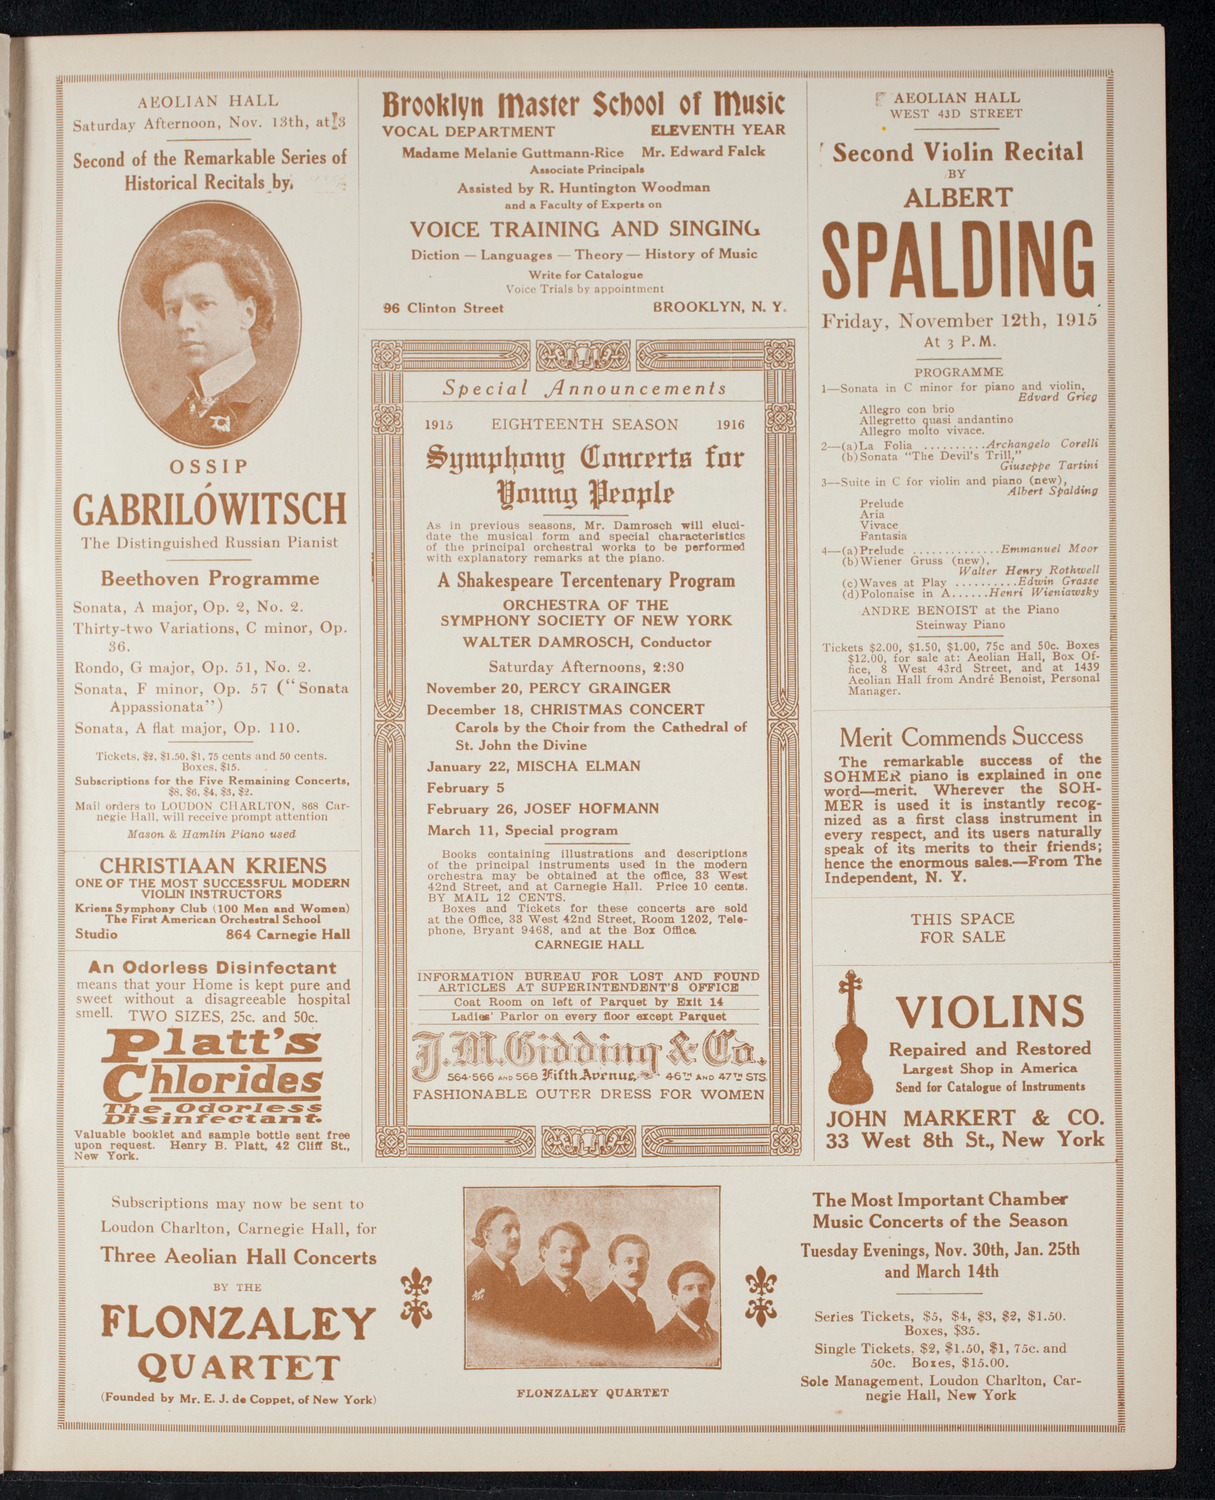 AEOLIAN HALL
Saturday Afternoon, Nov. 13th, at 3
Second of the Remarkable Series of
Historical Recitals by
OSSIP
GABRILÓWITSCH
The Distinguished Russian Pianist
Beethoven Programme
Sonata, A major, Op. 2, No. 2.
Thirty-two Variations, C minor, Op.
36.
Rondo, G major, Op. 51, No. 2.
Sonata, F minor, Op. 57 ("Sonata
Appassionata")
Sonata, A flat major, Op. 110.
Tickets, $2, $1.50, $1, 75 cents and 50 cents.
Boxes, $15.
Subscriptions for the Five Remaining Concerts,
$8, $6, $4, $3, $2.
Mail orders to LOUDON CHARLTON, 868 Car-
negie Hall, will receive prompt attention
Mason & Hamlin Piano used
CHRISTIAAN KRIENS
ONE OF THE MOST SUCCESSFUL MODERN
VIOLIN INSTRUCTORS
Kriens Symphony Club (100 Men and Women)
The First American Orchestral School
Studio 864 Carnegie Hall
An Odorless Disinfectant
means that your Home is kept pure and
sweet without a disagreeable hospital
smell. TWO SIZES, 25c. and 50c.
Platt's
Chlorides
The Odorless
Disinfectant.
Valuable booklet and sample bottle sent free
upon request. Henry B. Platt, 42 Cliff St.,
New York.
Brooklyn Master School of Music
VOCAL DEPARTMENT ELEVENTH YEAR
Madame Melanie Guttmann-Rice Mr. Edward Falck
Associate Principals
Assisted by R. Huntington Woodman
and a Faculty of Experts on
VOICE TRAINING AND SINGING
Diction — Languages — Theory — History of Music
Write for Catalogue
Voice Trials by appointment
96 Clinton Street BROOKLYN, N. Y.
Special Announcements
1915 EIGHTEENTH SEASON 1916
Symphony Concerts for
Young People
As in previous seasons, Mr. Damrosch will eluci-
date the musical form and special characteristics
of the principal orchestral works to be performed
with explanatory remarks at the piano.
A Shakespeare Tercentenary Program
ORCHESTRA OF THE
SYMPHONY SOCIETY OF NEW YORK
WALTER DAMROSCH, Conductor
Saturday Afternoons, 2:30
November 20, PERCY GRAINGER
December 18, CHRISTMAS CONCERT
Carols by the Choir from the Cathedral of
St. John the Divine
January 22, MISCHA ELMAN
February 5
February 26, JOSEF HOFMANN
March 11, Special program
Books containing illustrations and descriptions
of the principal instruments used in the modern
orchestra may be obtained at the office, 33 West
42nd Street, and at Carnegie Hall. Price 10 cents.
BY MAIL 12 CENTS.
Boxes and Tickets for these concerts are sold
at the Office, 33 West 42nd Street, Room 1202, Tele-
phone, Bryant 9468, and at the Box Office
CARNEGIE HALL
INFORMATION BUREAU FOR LOST AND FOUND
ARTICLES AT SUPERINTENDENT'S OFFICE
Coat Room on left of Parquet by Exit 14
Ladies' Parlor on every floor except Parquet
J.M. Gidding & Co.
564-566 AND 568 Fifth Avenue, 46TH AND 47TH STS.
FASHIONABLE OUTER DRESS FOR WOMEN
AEOLIAN HALL
WEST 43D STREET
Second Violin Recital
BY
ALBERT
SPALDING
Friday, November 12th, 1915
At 3 P.M.
PROGRAMME
1—Sonata in C minor for piano and violin,
Edvard Grieg
Allegro con brio
Allegretto quasi andantino
Allegro molto vivace.
2—(a) La Folia ..........Archangelo Corelli
(b) Sonata "The Devil's Trill,"
Giuseppe Tartini
3—Suite in C for violin and piano (new),
Albert Spalding
Prelude
Aria
Vivace
Fantasia
4—(a) Prelude .............Emmanuel Moor
(b) Wiener Gruss (new),
Walter Henry Rothwell
(c) Waves at Play ..........Edwin Grasse
(d) Polonaise in A......Henri Wieniawsky
ANDRE BENOIST at the Piano
Steinway Piano
Tickets $2.00, $1.50, $1.00, 75c and 50c. Boxes
$12.00, for sale at: Aeolian Hall, Box Of-
fice, 8 West 43rd Street, and at 1439
Aeolian Hall from André Benoist, Personal
Manager.
Merit Commends Success
The remarkable success of the
SOHMER piano is explained in one
word—merit. Wherever the SOH-
MER is used it is instantly recog-
nized as a first class instrument in
every respect, and its users naturally
speak of its merits to their friends;
hence the enormous sales.—From The
Independent, N. Y.
THIS SPACE
FOR SALE
VIOLINS
Repaired and Restored
Largest Shop in America
Send for Catalogue of Instruments
JOHN MARKERT & CO.
33 West 8th St., New York
Subscriptions may now be sent to
Loudon Charlton, Carnegie Hall, for
Three Aeolian Hall Concerts
BY THE
FLONZALEY
QUARTET
(Founded by Mr. E. J. de Coppet, of New York)
FLONZALEY QUARTET
The Most Important Chamber
Music Concerts of the Season
Tuesday Evenings, Nov. 30th, Jan. 25th
and March 14th
Series Tickets, $5, $4, $3, $2, $1.50.
Boxes, $35.
Single Tickets, $2, $1.50, $1, 75c. and
50c. Boxes, $15.00.
Sole Management, Loudon Charlton, Car-
negie Hall, New York